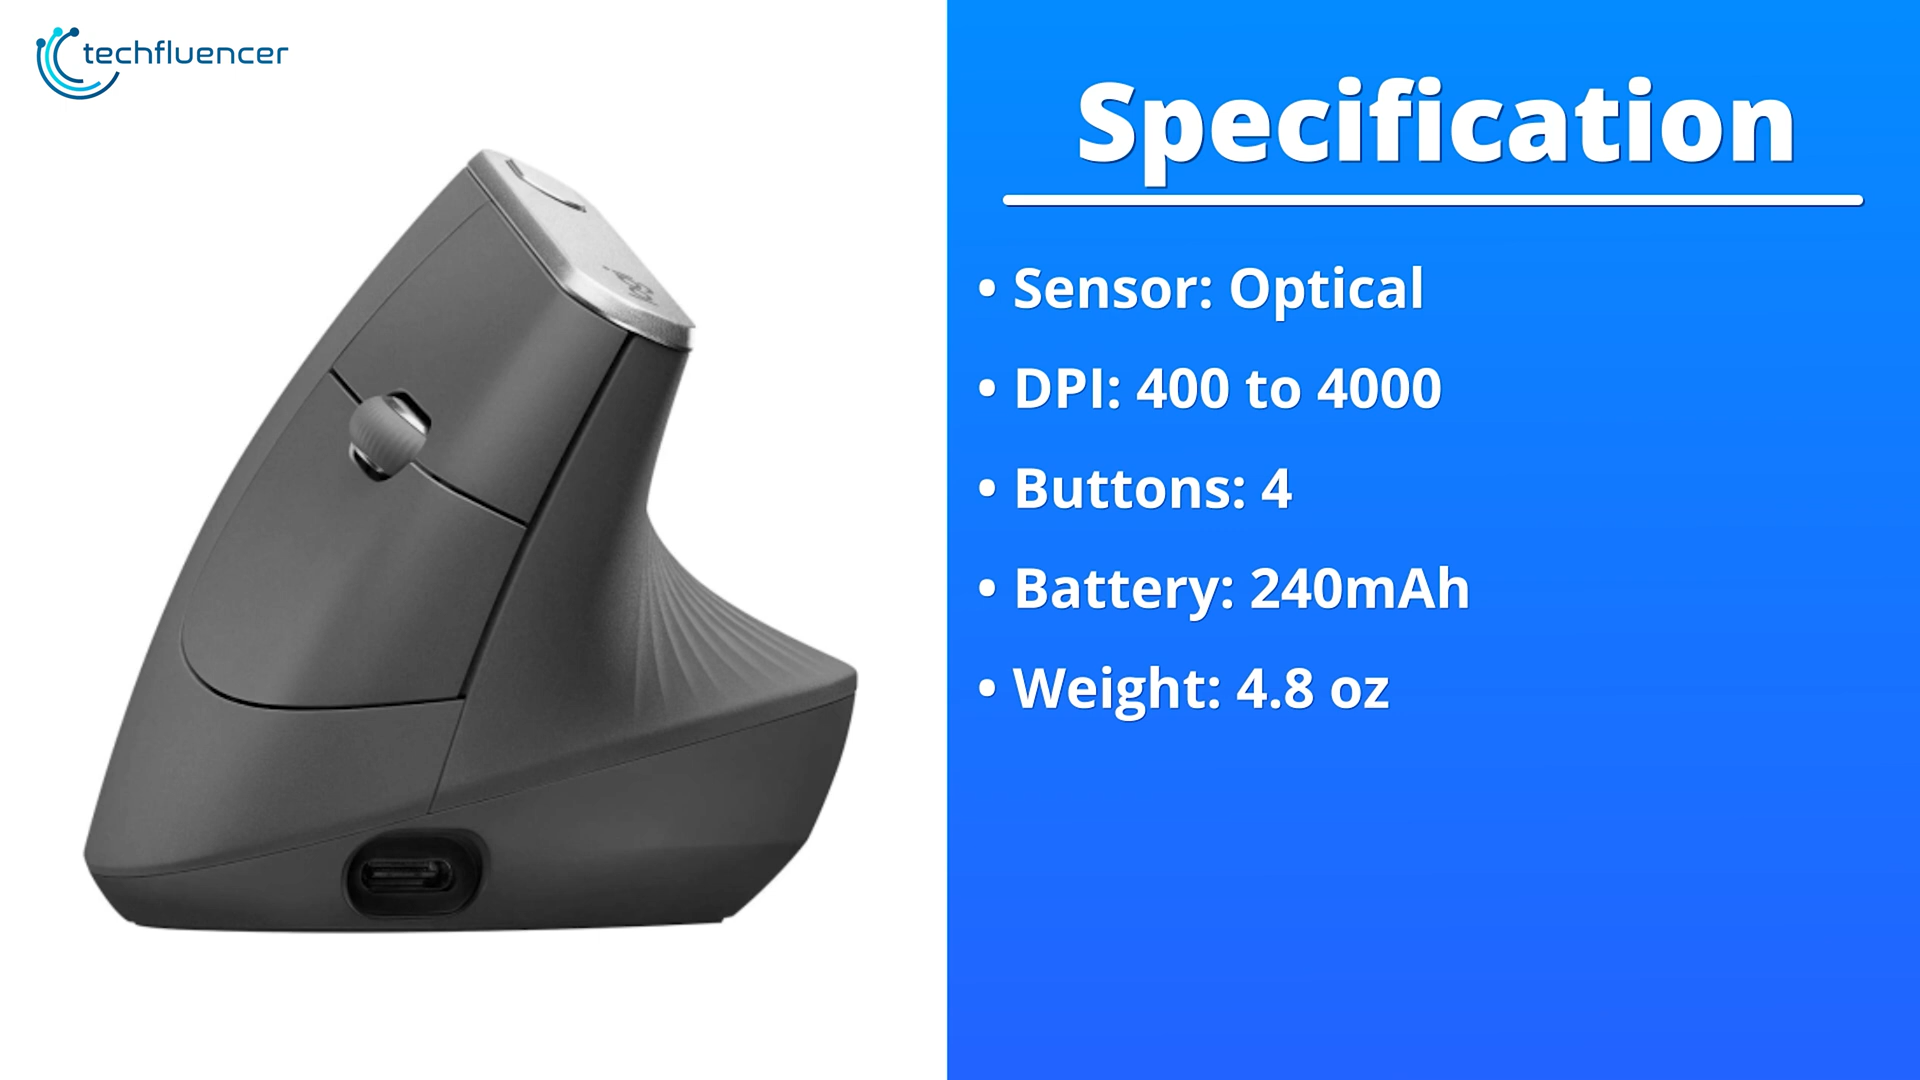 techfluencer
Specification
• Sensor: Optical
• DPI: 400 to 4000
• Buttons: 4
• Battery: 240mAh
• Weight: 4.8 oz